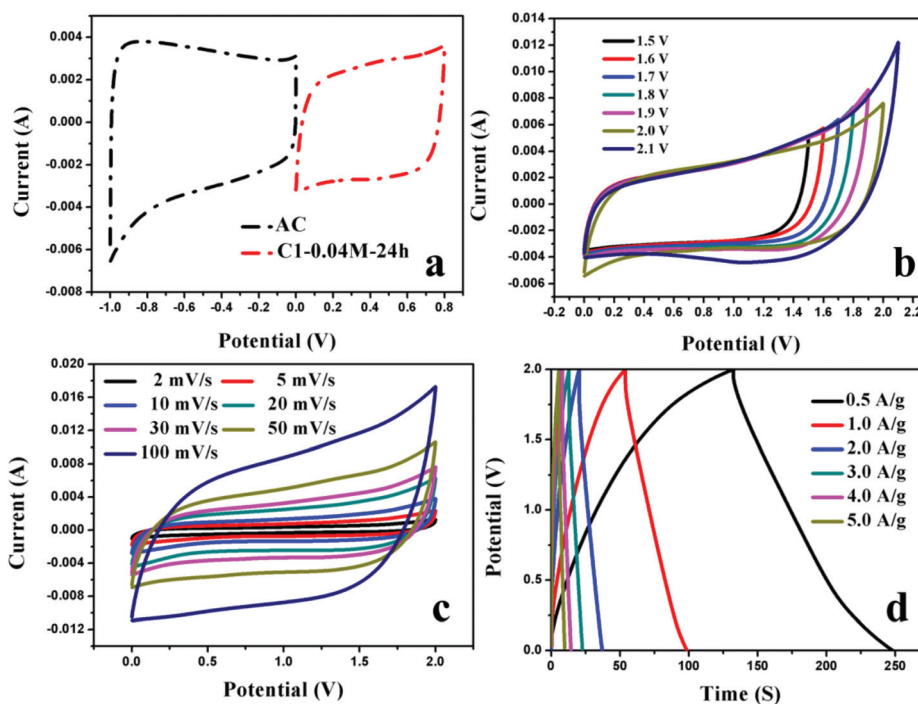 a
0.004
0.002
0.000
-0.002
-0.004
-0.006
-0.008
Current (A)
AC
C1-0.04M-24h
-1.0 -0.8 -0.6 -0.4 -0.2 0.0 0.2 0.4 0.6 0.8
Potential (V)
b
0.014
0.012
0.010
0.008
0.006
0.004
0.002
0.000
-0.002
-0.004
-0.006
Current (A)
1.5 V
1.6 V
1.7 V
1.8 V
1.9 V
2.0 V
2.1 V
-0.2 0.0 0.2 0.4 0.6 0.8 1.0 1.2 1.4 1.6 1.8 2.0 2.2
Potential (V)
c
0.020
0.016
0.012
0.008
0.004
0.000
-0.004
-0.008
-0.012
Current (A)
2 mV/s 5 mV/s
10 mV/s 20 mV/s
30 mV/s 50 mV/s
100 mV/s
0.0 0.5 1.0 1.5 2.0
Potential (V)
d
2.0
1.5
1.0
0.5
0.0
Potential (V)
0.5 A/g
1.0 A/g
2.0 A/g
3.0 A/g
4.0 A/g
5.0 A/g
0 50 100 150 200 250
Time (S)